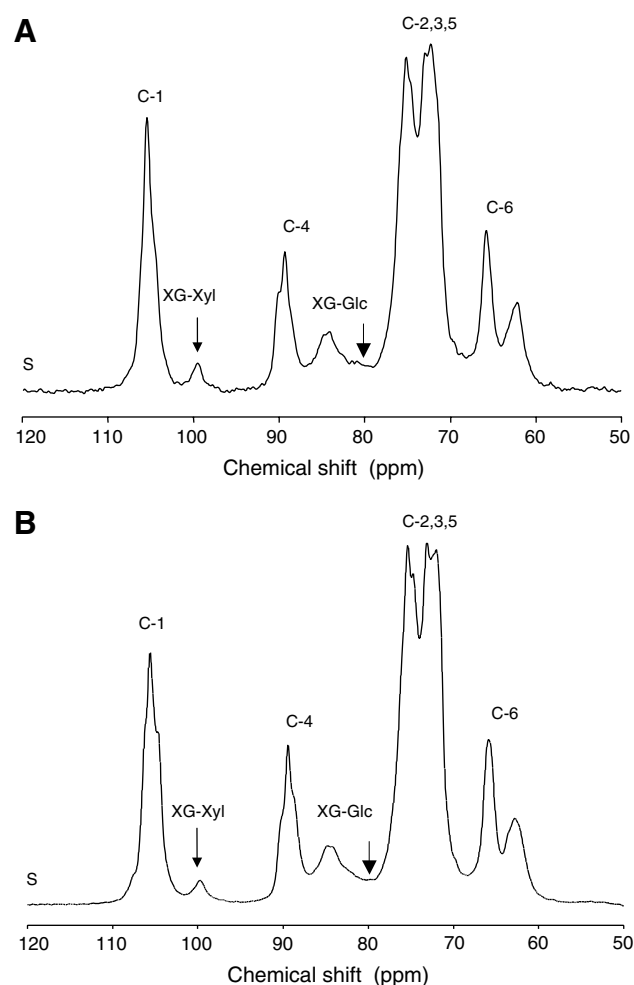 A
C-2,3,5
C-1
C-6
C-4
XG-Xyl
XG-Glc
S
120 110 100 90 80 70 60 50
Chemical shift (ppm)
B
C-2,3,5
C-1
C-6
C-4
XG-Xyl
XG-Glc
S
120 110 100 90 80 70 60 50
Chemical shift (ppm)